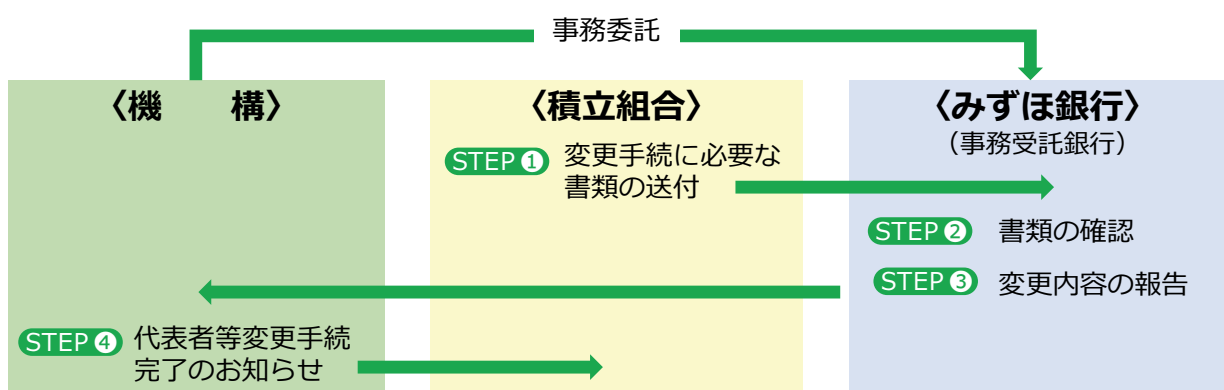 事務委託
〈機　　構〉
〈積立組合〉
〈みずほ銀行〉
（事務受託銀行）
STEP ❶ 変更手続に必要な
書類の送付
STEP ❷ 書類の確認
STEP ❸ 変更内容の報告
STEP ❹ 代表者等変更手続
完了のお知らせ